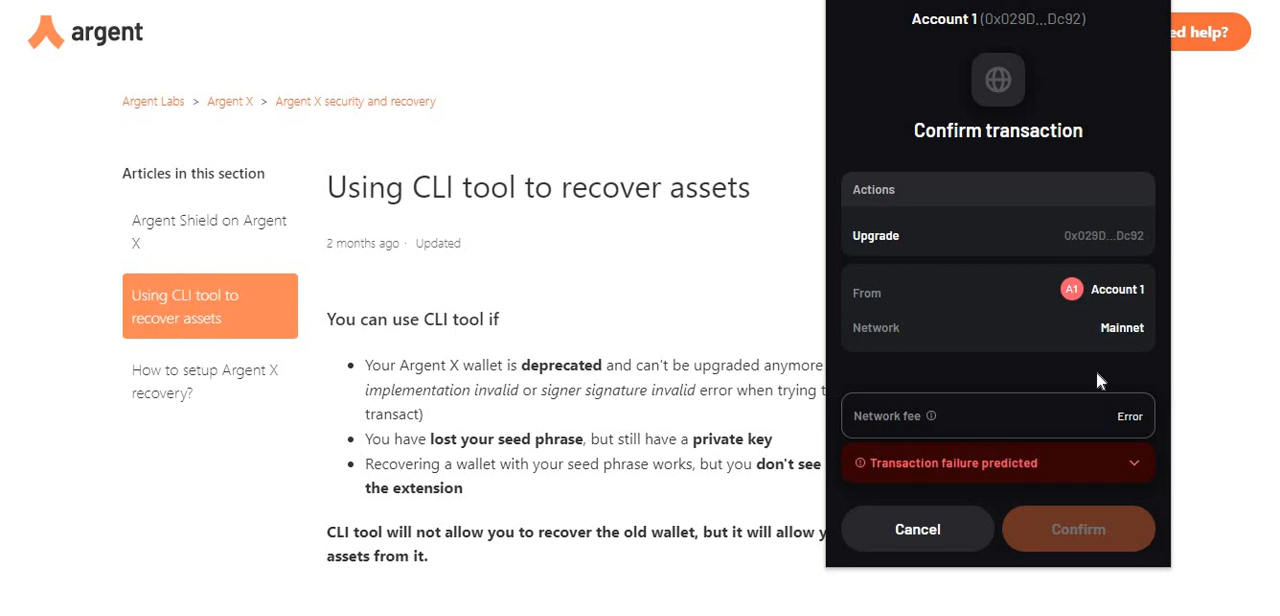 argent
Argent Labs > Argent X > Argent X security and recovery
Articles in this section
Argent Shield on Argent
X
Using CLI tool to
recover assets
How to setup Argent X
recovery?
Using CLI tool to recover assets
2 months ago · Updated
You can use CLI tool if
• Your Argent X wallet is deprecated and can't be upgraded anymore
implementation invalid or signer signature invalid error when trying
transact)
• You have lost your seed phrase, but still have a private key
• Recovering a wallet with your seed phrase works, but you don't see
the extension
CLI tool will not allow you to recover the old wallet, but it will allow
assets from it.
ed help?
Account 1 (0x029D...Dc92)
Confirm transaction
Actions
Upgrade 0x029D...Dc92
From A1 Account 1
Network Mainnet
Network fee Error
Transaction failure predicted
Cancel Confirm